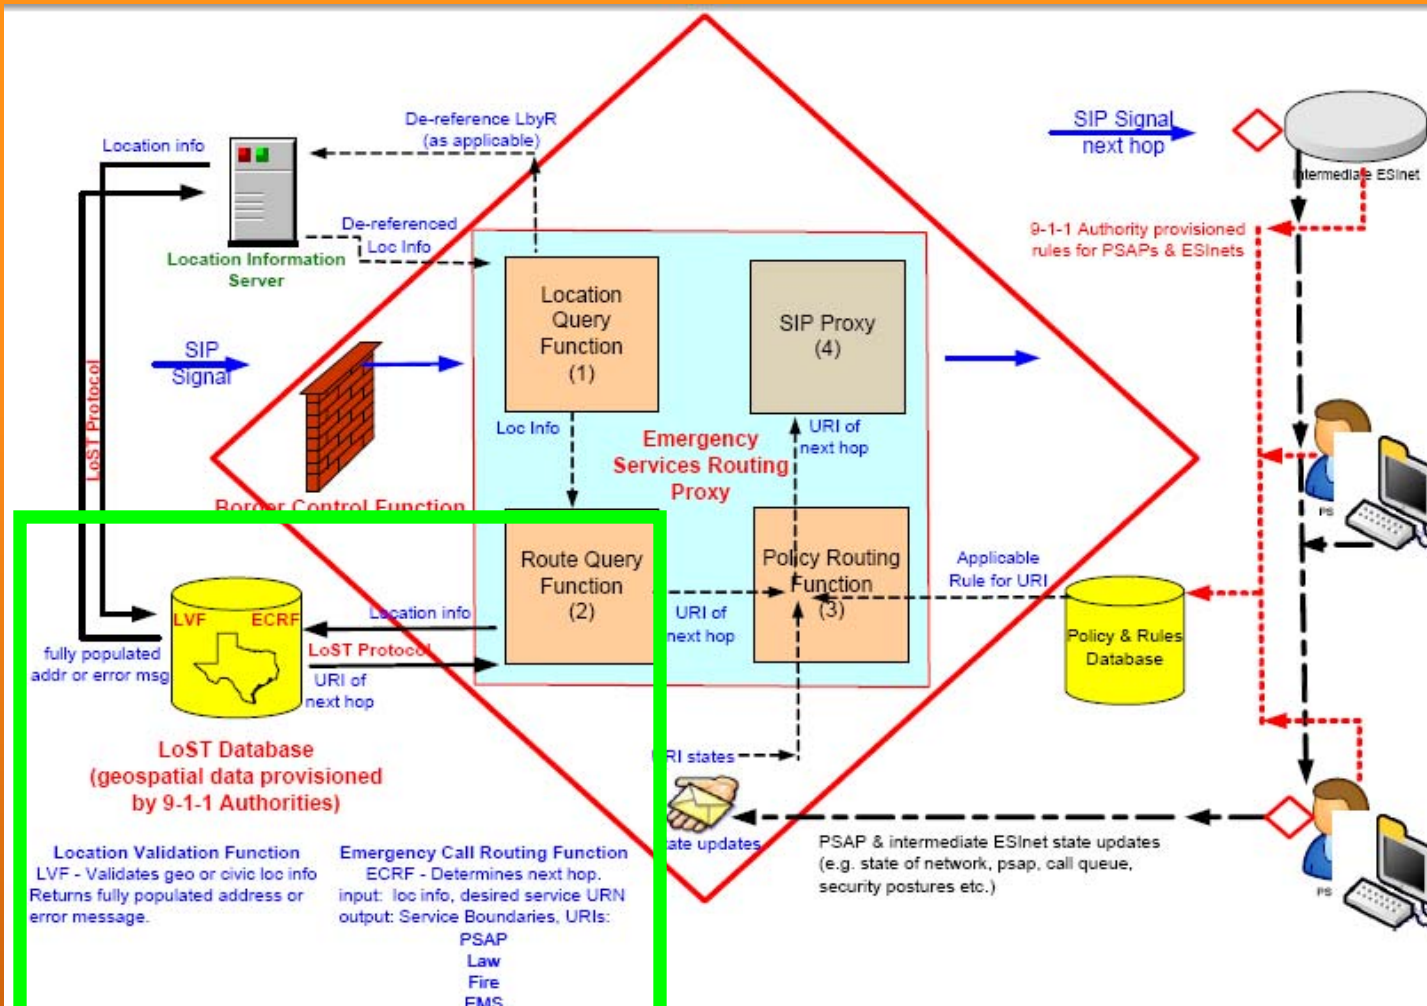 De-reference LbyR
(as applicable)
SIP Signal
next hop
Location info
Intermediate ESInet
De-referenced
Loc Info
9-1-1 Authority provisioned
rules for PSAPs & ESInets
Location Information
Server
Location
Query
Function
(1)
SIP Proxy
(4)
SIP
Signal
LoST Protocol
Loc Info
URI of
next hop
Emergency
Services Routing
Proxy
Border Control Function
PS
Route Query
Function
(2)
Policy Routing
Function
(3)
Applicable
Rule for URI
LVF
ECRF
Location info
URI of
next hop
Policy & Rules
Database
fully populated
addr or error msg
LoST Protocol
URI of
next hop
LoST Database
(geospatial data provisioned
by 9-1-1 Authorities)
RI states
ate updates
PSAP & intermediate ESInet state updates
(e.g. state of network, psap, call queue,
security postures etc.)
PS
Location Validation Function
LVF - Validates geo or civic loc info
Returns fully populated address or
error message.
Emergency Call Routing Function
ECRF - Determines next hop.
input: loc info, desired service URN
output: Service Boundaries, URIs:
PSAP
Law
Fire
EMS